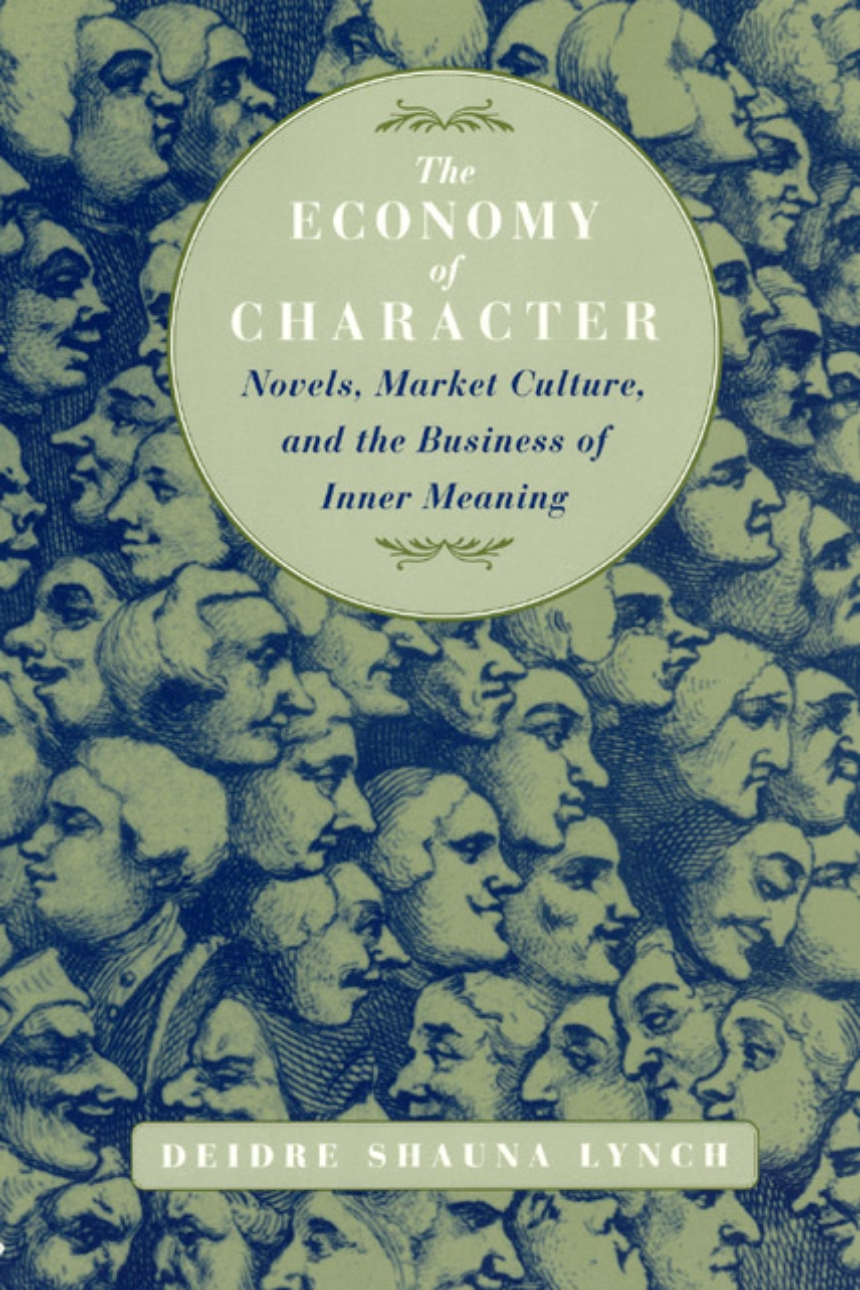 The
ECONOMY
of
CHARACTER
Novels, Market Culture,
and the Business of
Inner Meaning
DEIDRE SHAUNA LYNCH